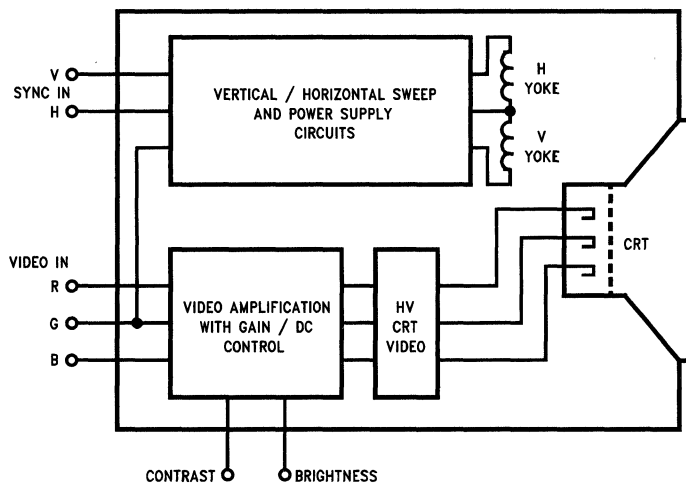 V
SYNC IN
H
VERTICAL / HORIZONTAL SWEEP
AND POWER SUPPLY
CIRCUITS
H
YOKE
V
YOKE
CRT
VIDEO IN
R
G
B
VIDEO AMPLIFICATION
WITH GAIN / DC
CONTROL
HV
CRT
VIDEO
CONTRAST
BRIGHTNESS